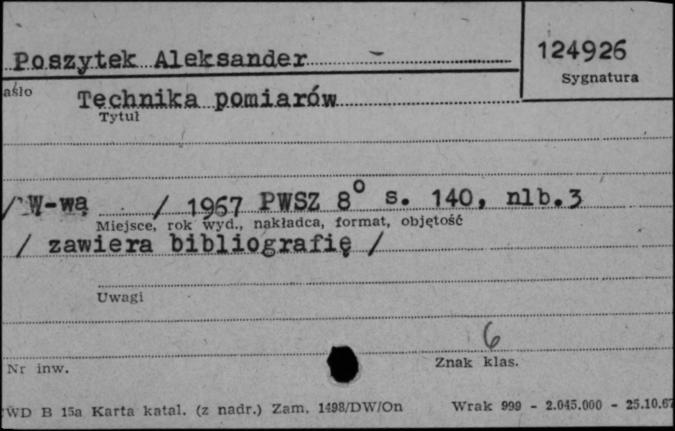 Poszytek Aleksander
124926
Sygnatura
asło
Technika pomiarów
Tytuł
/ W-wą / 1967 PWSZ 8° s. 140, nlb.3
Miejsce, rok wyd., nakładca, format, objętość
/ zawiera bibliografię /
Uwagi
6
Nr inw.
Znak klas.
WD B 15a Karta katal. (z nadr.) Zam. 1498/DW/On Wrak 999 - 2.045.000 - 25.10.67